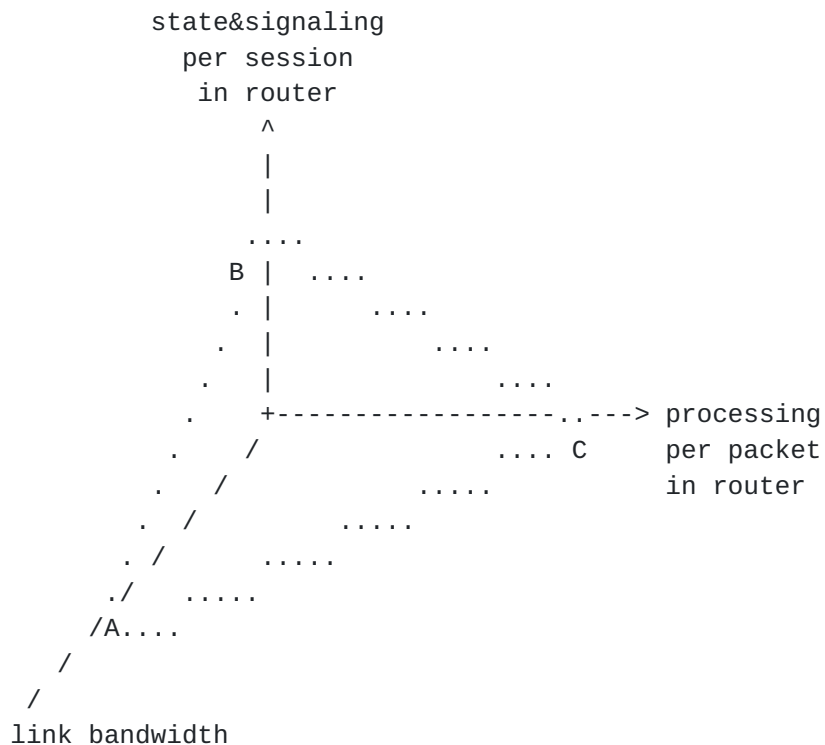 state&signaling
per session
in router
B
processing
C per packet
in router
A
link bandwidth